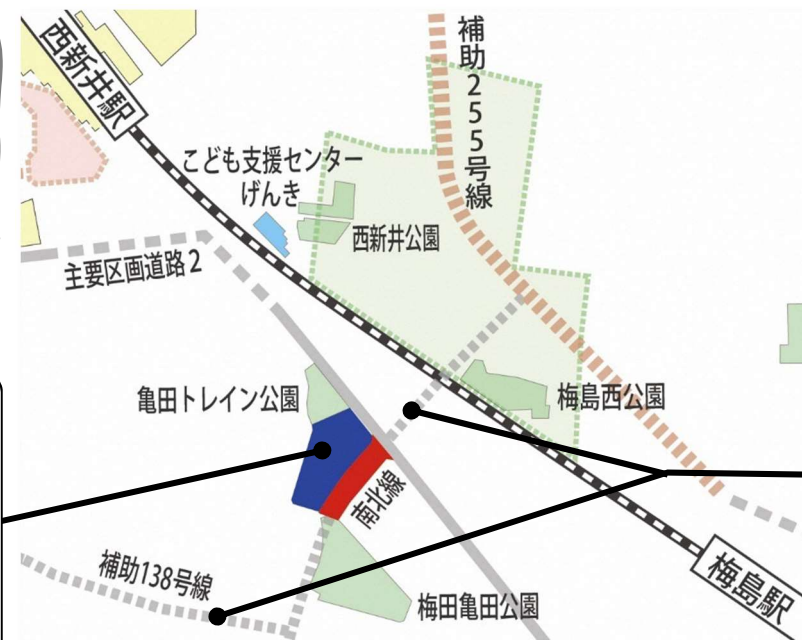 西新井駅
補助255号線
こども支援センター
げんき
西新井公園
主要区画道路2
亀田トレイン公園
梅島西公園
南北線
補助138号線
梅田亀田公園
梅島駅